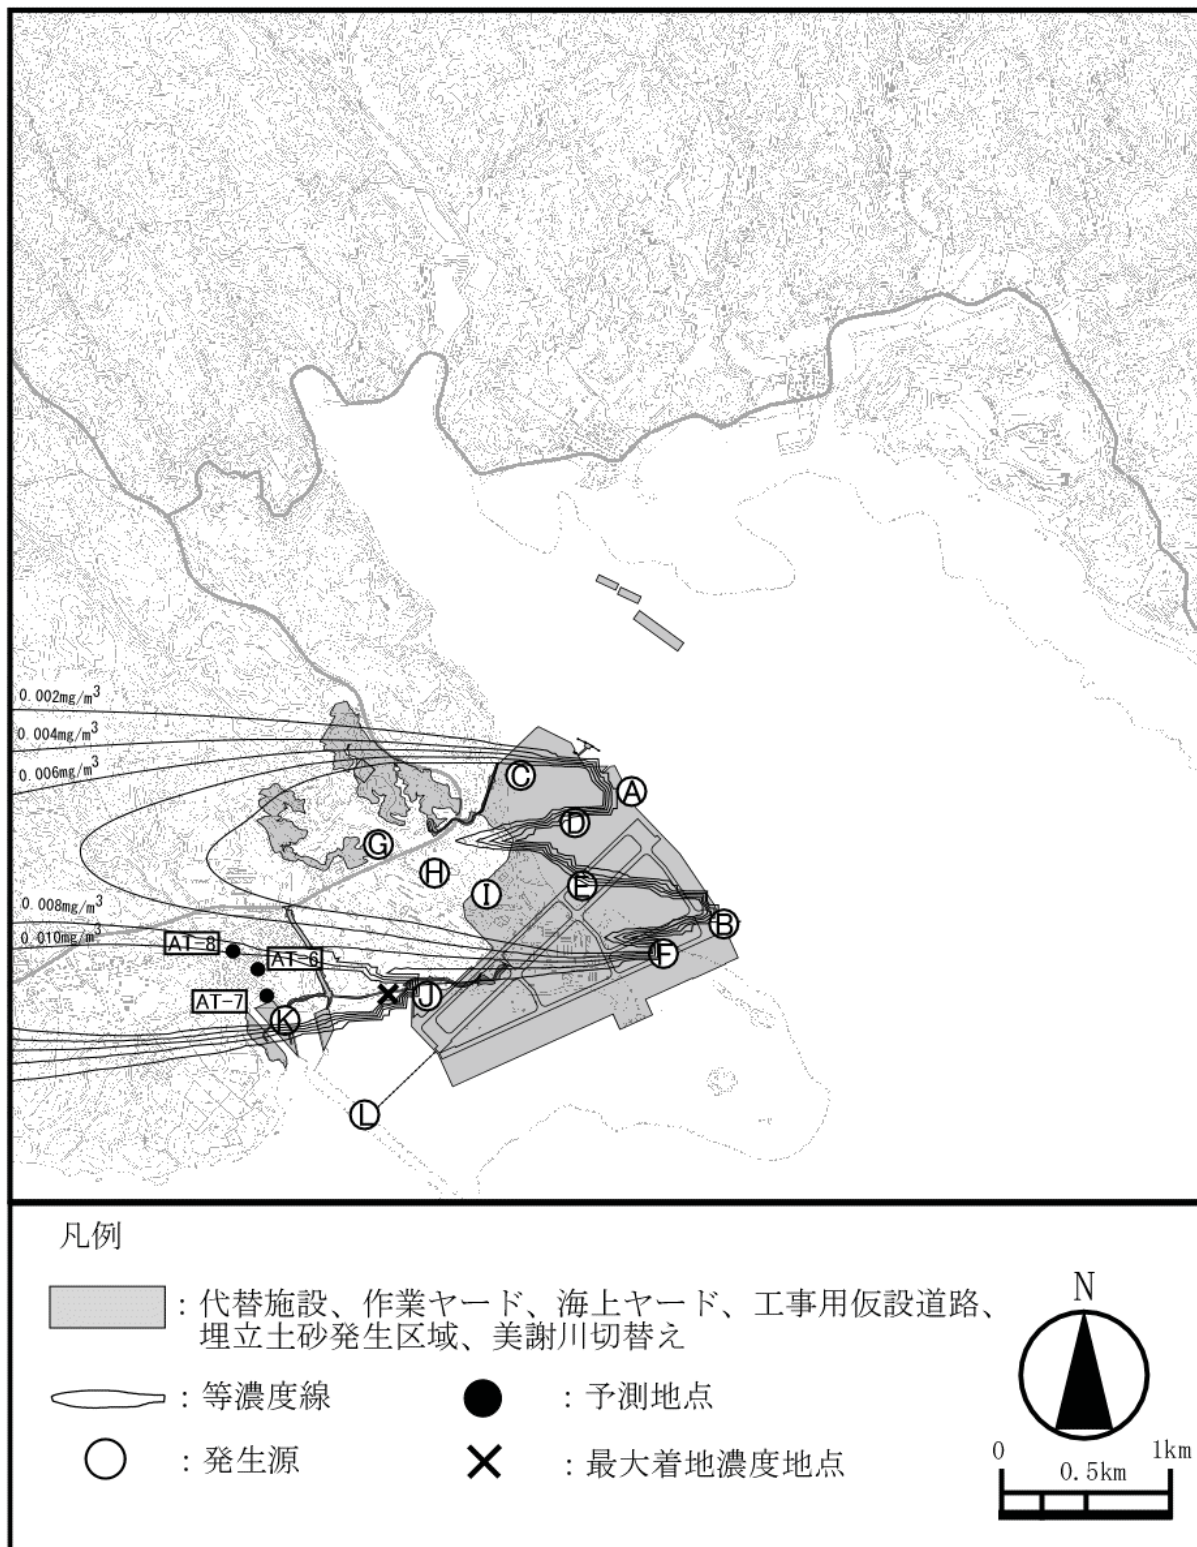 0.002mg/m³
0.004mg/m³
0.006mg/m³
C
A
D
G
H
E
I
0.008mg/m³
B
0.010mg/m³
AT-8
AT-6
F
AT-7
J
K
L
凡例
：代替施設、作業ヤード、海上ヤード、工事用仮設道路、
埋立土砂発生区域、美謝川切替え
：等濃度線
：予測地点
：発生源
：最大着地濃度地点
N
0 1km
0.5km